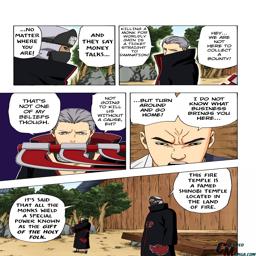 HEY...
WE ARE
NOT HERE
TO COLLECT
A
BOUNTY!
KILLING A
MONK FOR
WORLDLY
GAIN IS
A TICKET
STRAIGHT
TO
DAMNATION
AND THEY
SAY MONEY
TALKS...
...NO
MATTER
WHERE
YOU ARE!
I DO NOT
KNOW WHAT
BUSINESS
BRINGS YOU
HERE...
...BUT TURN
AROUND AND
GO HOME!
NOT
GOING TO
KILL US
WITHOUT A
CAUSE,
EH?
THAT'S NOT
ONE OF MY
BELIEFS
THOUGH.
THIS FIRE
TEMPLE IS
A FAMED
SHINOBI TEMPLE
LOCATED
IN THE
LAND OF
FIRE.
IT'S SAID
THAT ALL
THE MONKS
WIELD A
SPECIAL
POWER KNOWN
AS THE
GIFT OF THE
HOLY
FOLK.